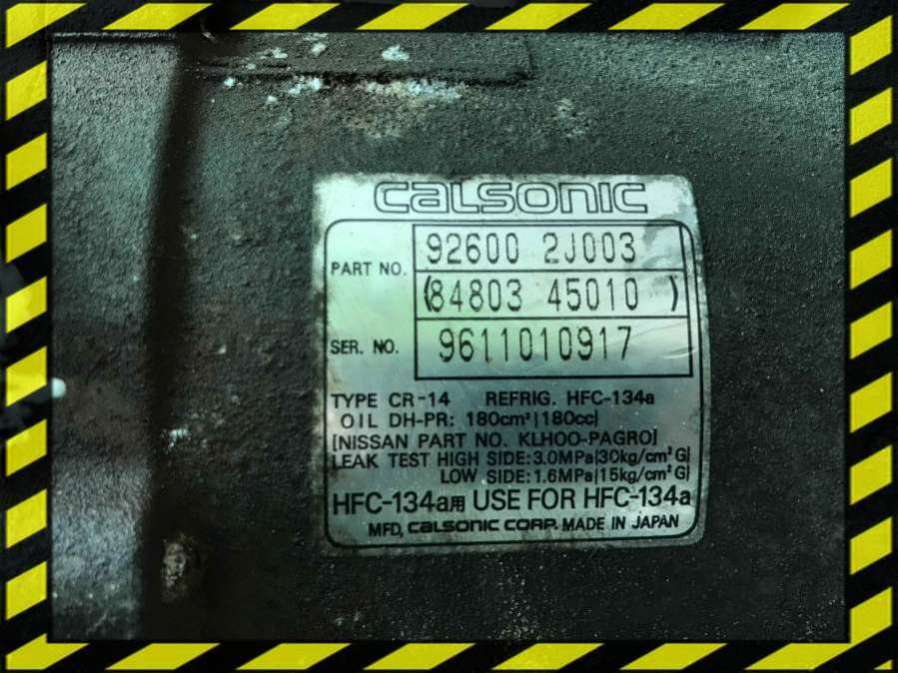 CALSONIC
PART NO. 92600 2J003
(84803 45010 )
SER. NO. 9611010917
TYPE CR-14 REFRIG. HFC-134a
OIL DH-PR: 180cm³(180cc)
[NISSAN PART NO. KLH00-PAGR0]
LEAK TEST HIGH SIDE: 3.0MPa(30kg/cm²G)
LOW SIDE: 1.6MPa(15kg/cm²G)
HFC-134a用 USE FOR HFC-134a
MFD, CALSONIC CORP. MADE IN JAPAN